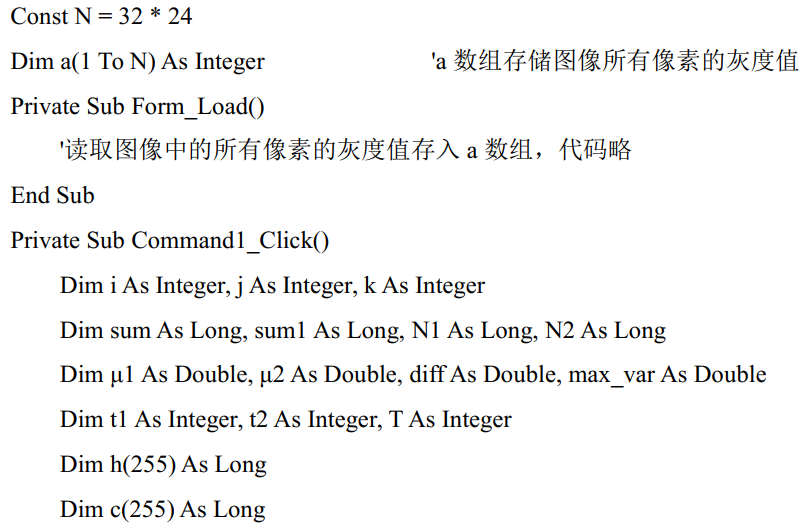 Const N = 32 * 24
Dim a(1 To N) As Integer 'a 数组存储图像所有像素的灰度值
Private Sub Form_Load()
'读取图像中的所有像素的灰度值存入 a 数组，代码略
End Sub
Private Sub Command1_Click()
Dim i As Integer, j As Integer, k As Integer
Dim sum As Long, sum1 As Long, N1 As Long, N2 As Long
Dim μ1 As Double, μ2 As Double, diff As Double, max_var As Double
Dim t1 As Integer, t2 As Integer, T As Integer
Dim h(255) As Long
Dim c(255) As Long